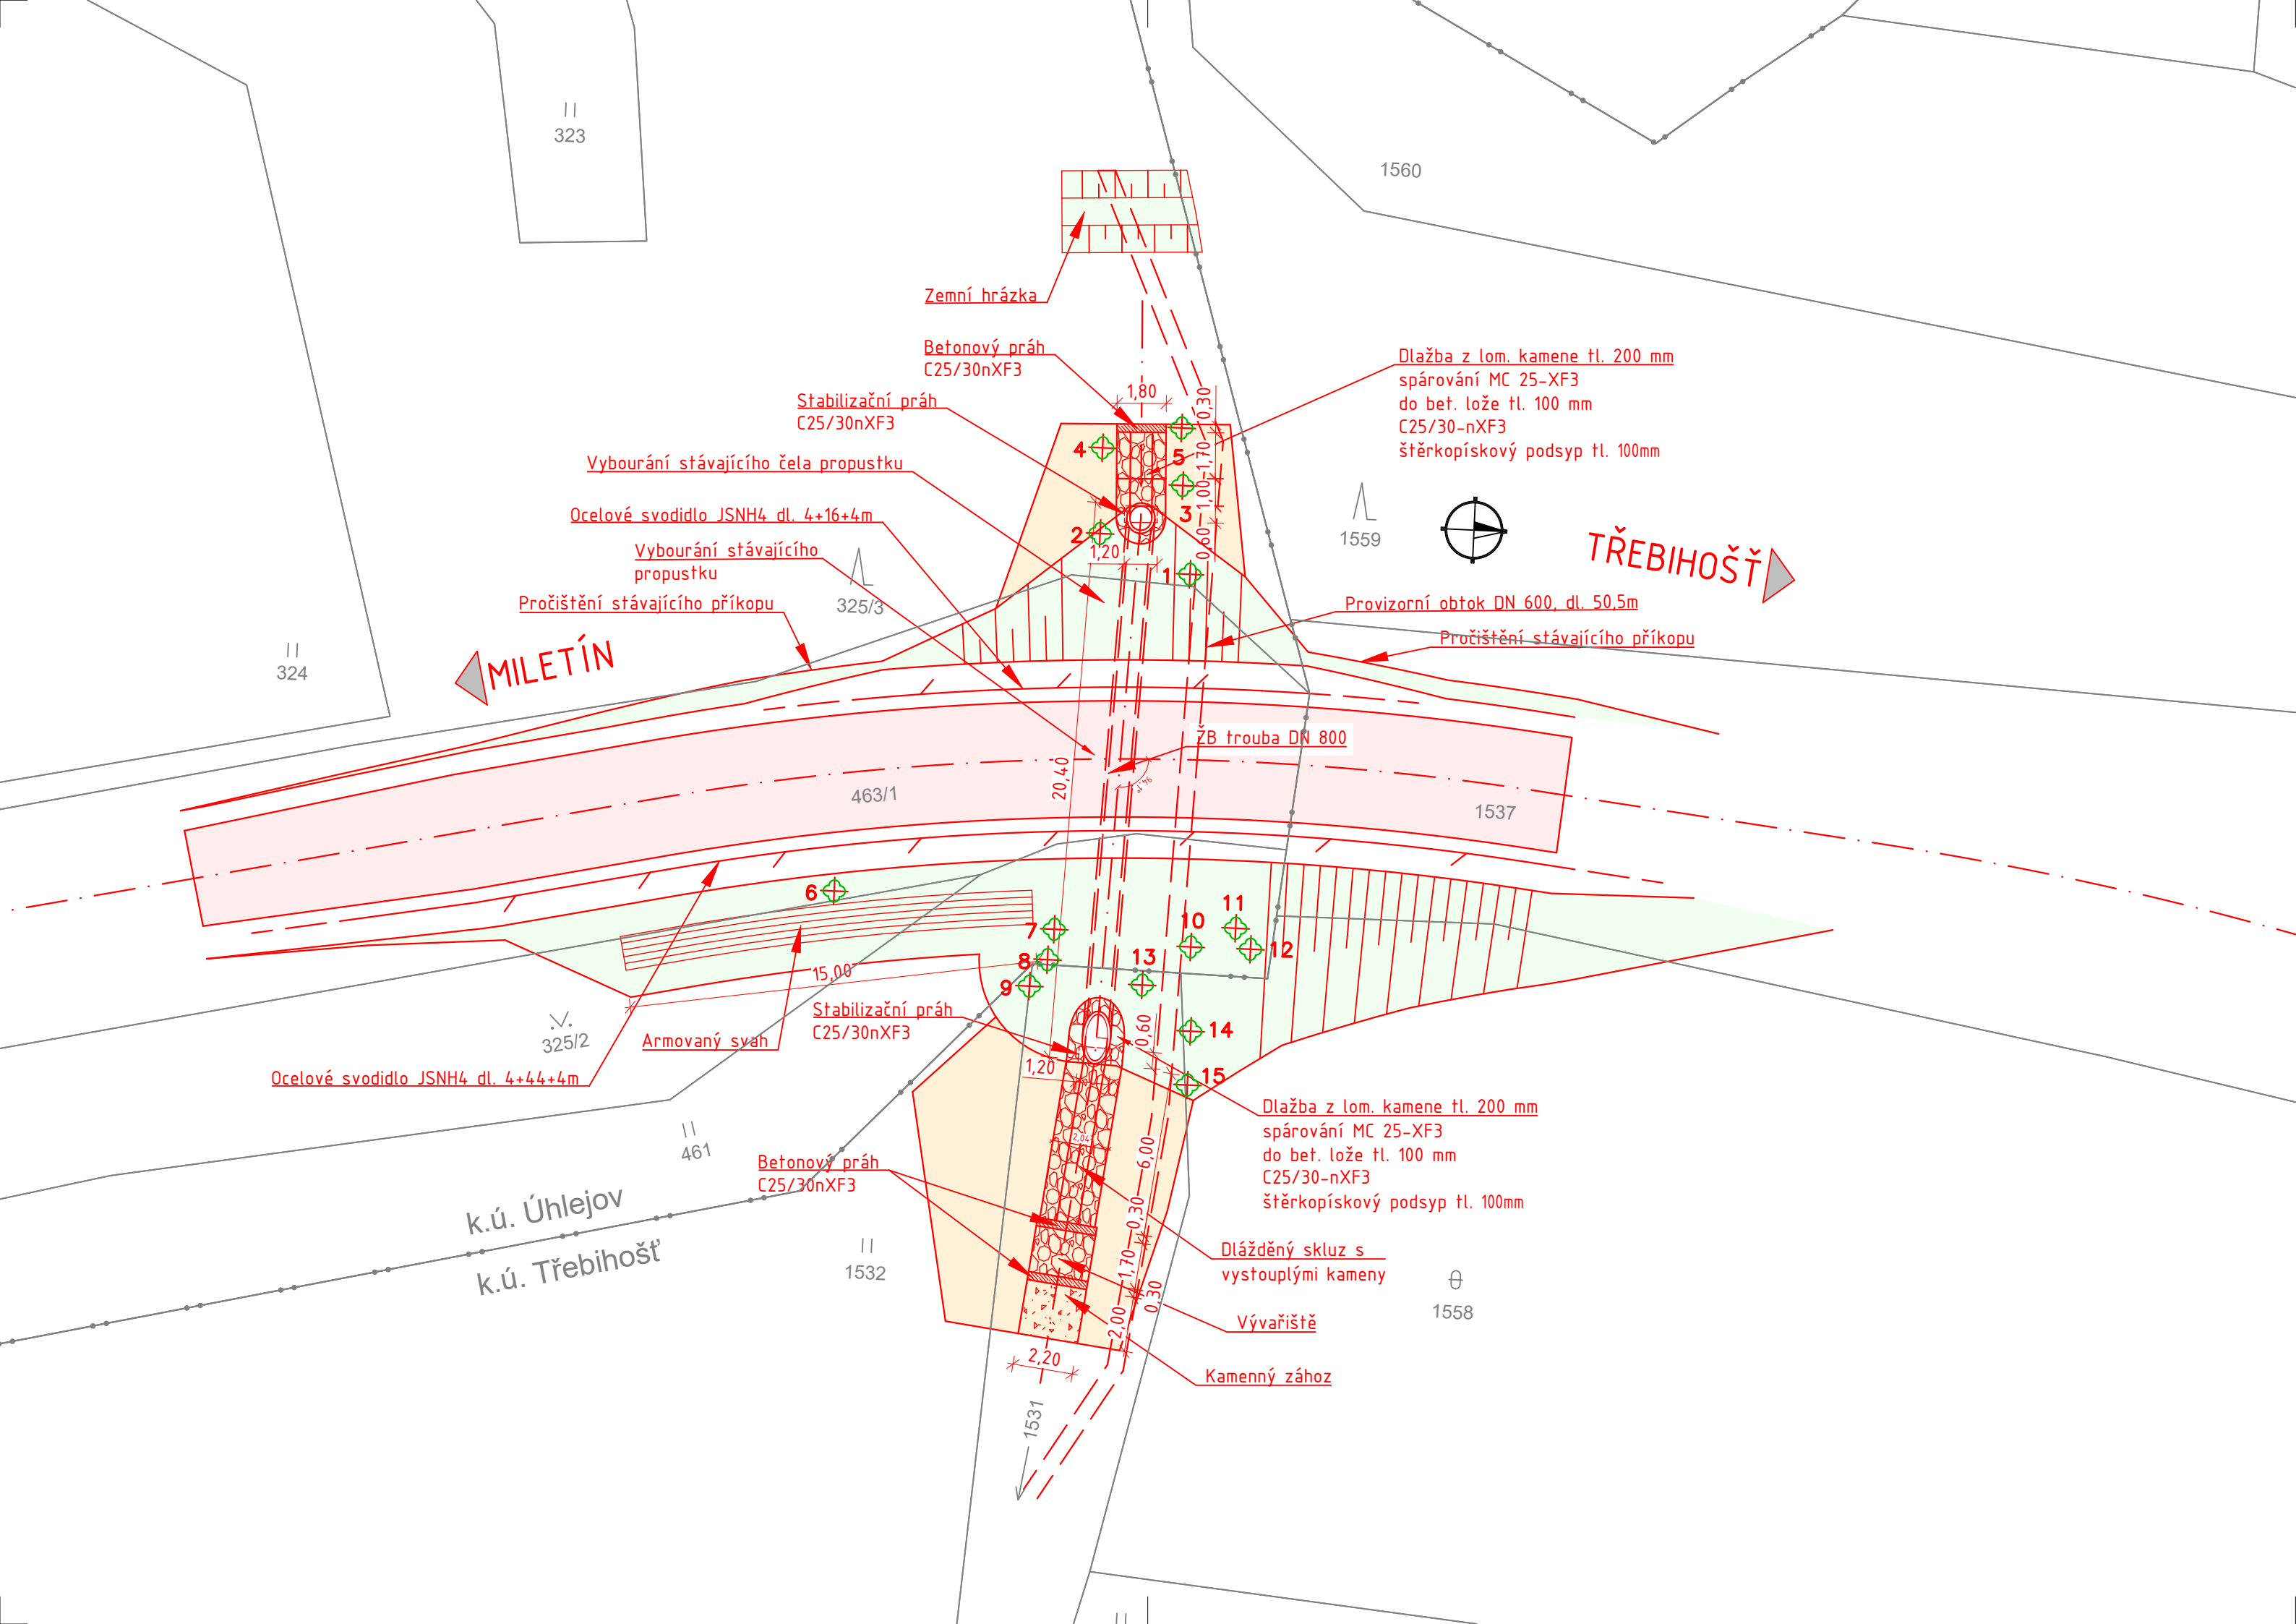 323
1560
Zemní hrázka
Betonový práh
C25/30nXF3
Dlažba z lom. kamene tl. 200 mm
spárování MC 25-XF3
do bet. lože tl. 100 mm
C25/30-nXF3
štěrkopískový podsyp tl. 100mm
1,80
0,30
Stabilizační práh
C25/30nXF3
4
5
1,70
Vybourání stávajícího čela propustku
1,00
3
Ocelové svodidlo JSNH4 dl. 4+16+4m
2
0,60
1559
TŘEBIHOŠŤ
Vybourání stávajícího
propustku
1,20
1
325/3
Pročištění stávajícího příkopu
Provizorní obtok DN 600, dl. 50,5m
Pročištění stávajícího příkopu
324
MILETÍN
ŽB trouba DN 800
20,40
463/1
1537
6
7
8
9
10
11
12
13
15,00
Stabilizační práh
C25/30nXF3
14
0,60
325/2
Armovaný svah
1,20
15
Ocelové svodidlo JSNH4 dl. 4+44+4m
Dlažba z lom. kamene tl. 200 mm
spárování MC 25-XF3
do bet. lože tl. 100 mm
C25/30-nXF3
štěrkopískový podsyp tl. 100mm
461
2,04
6,00
Betonový práh
C25/30nXF3
k.ú. Úhlejov
k.ú. Třebihošť
0,30
Dlážděný skluz s
vystouplými kameny
1532
1,70
0,30
1558
2,00
Vývařiště
2,20
Kamenný zához
1531